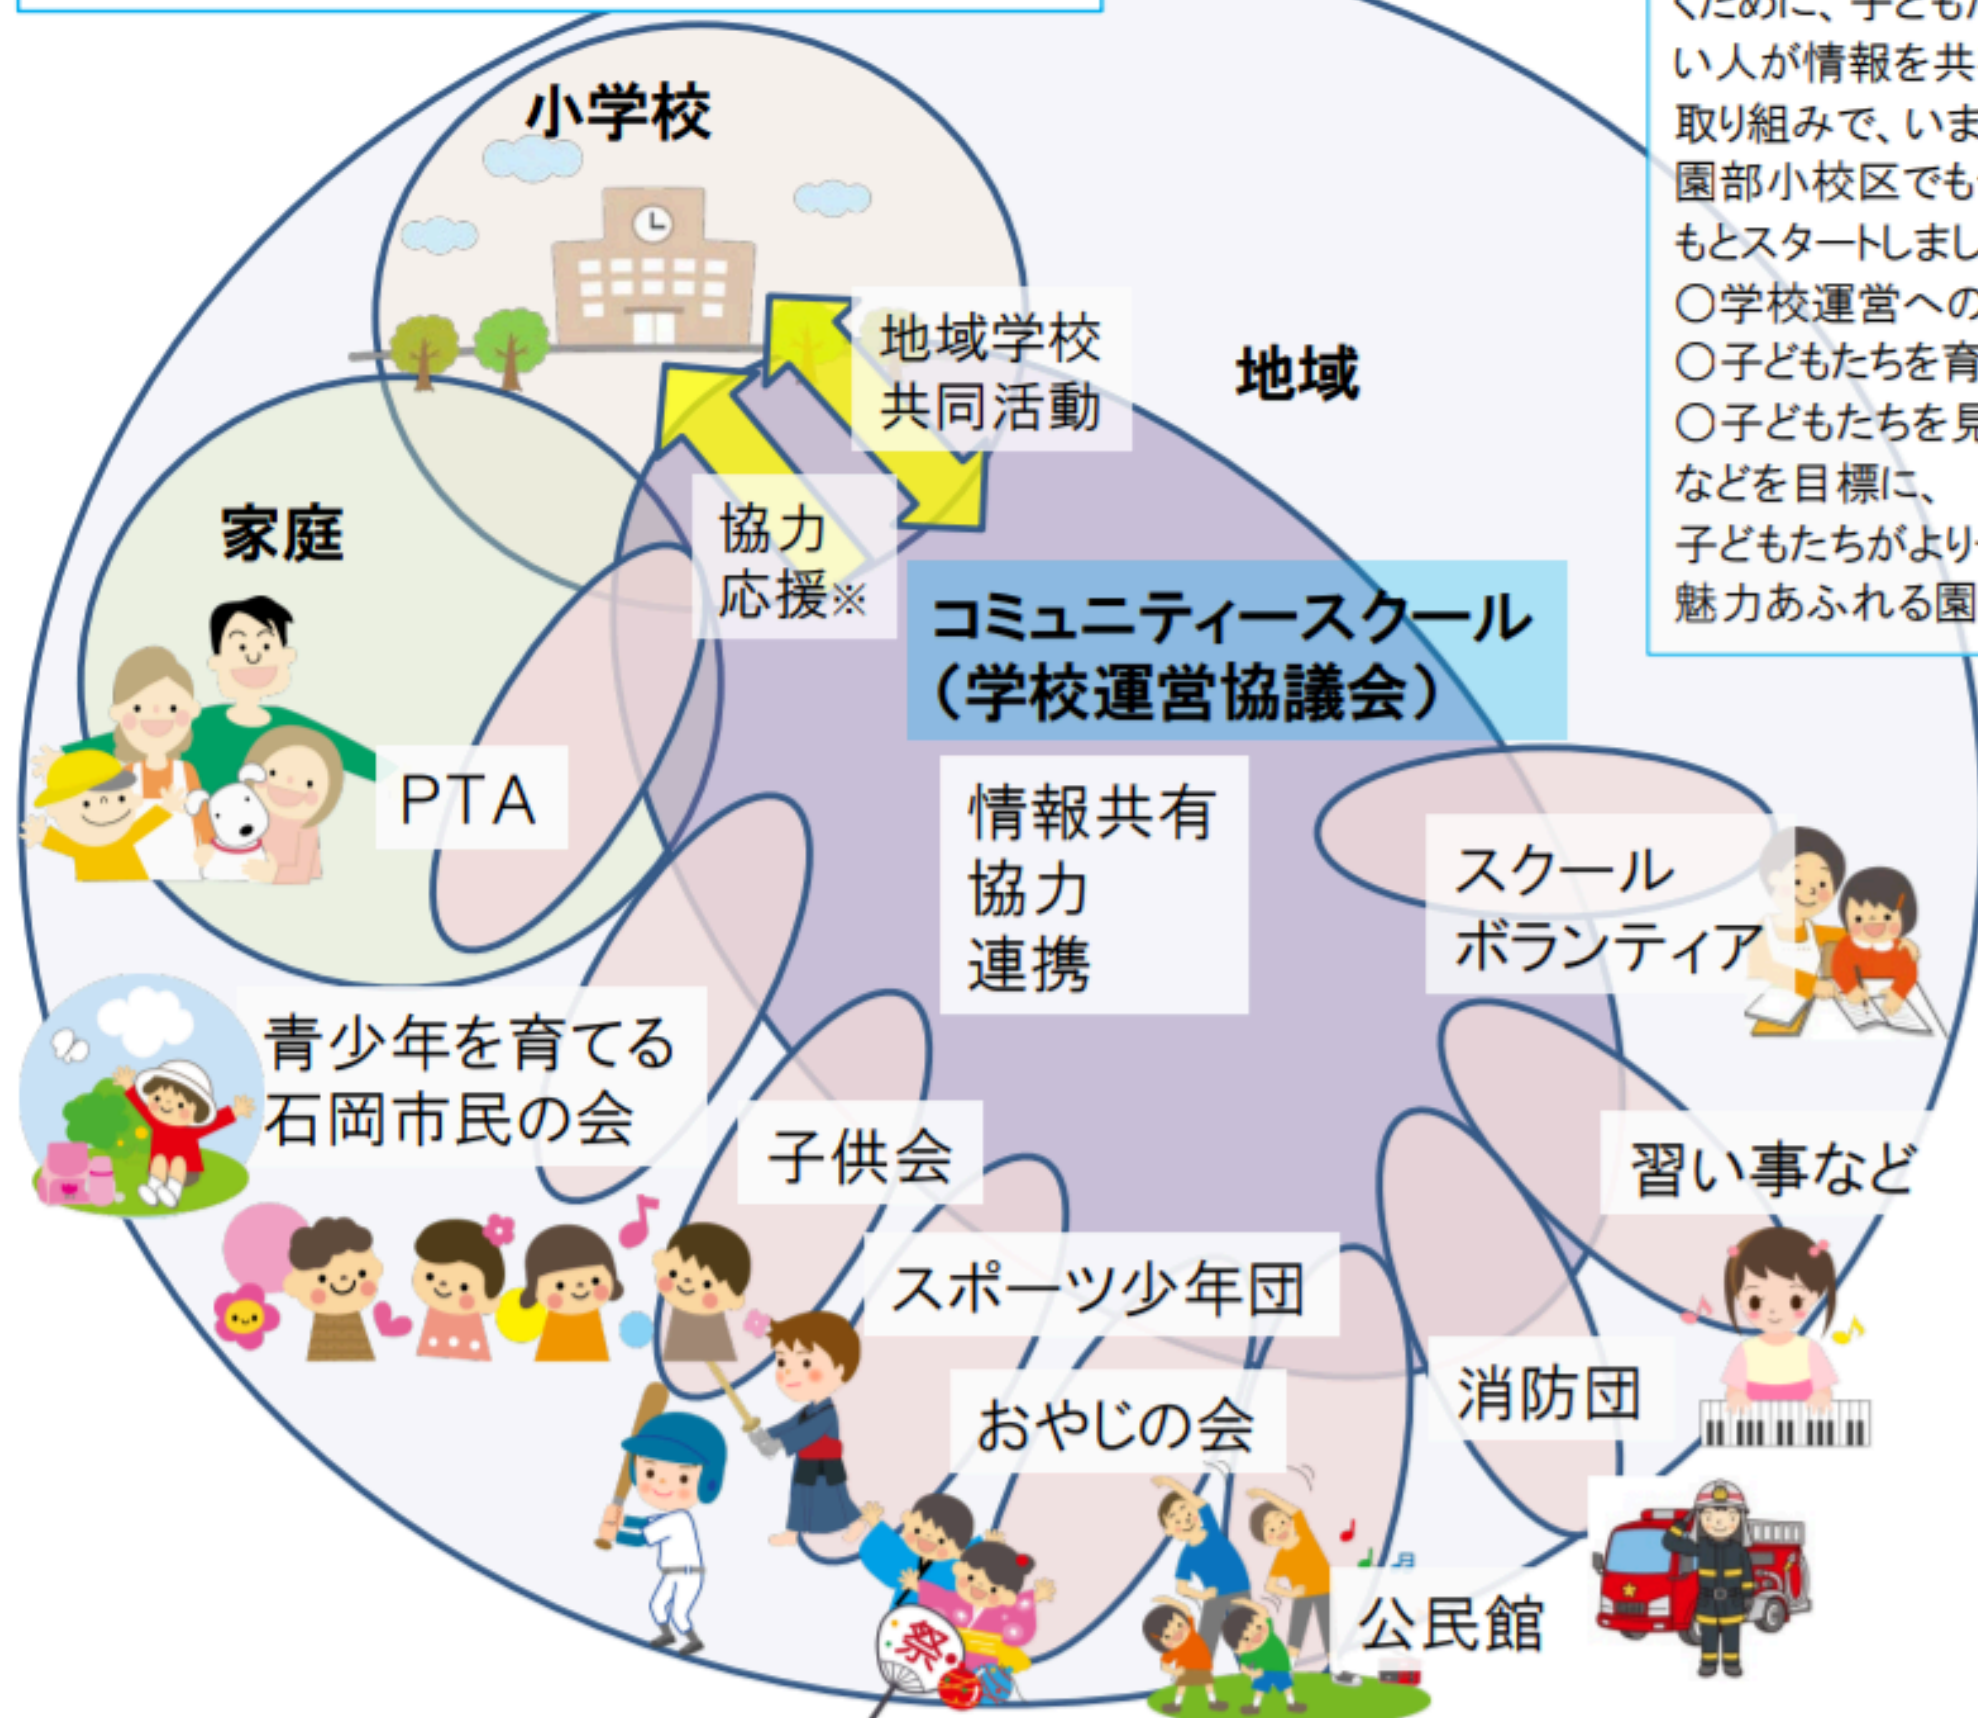 くために、子どもた
い人が情報を共
取り組みで、いま
園部小校区でも
もとスタートしまし
○学校運営への
○子どもたちを育
○子どもたちを見
などを目標に、
子どもたちがより
魅力あふれる園
小学校
地域学校
共同活動
地域
家庭
協力
応援※
コミュニティースクール
（学校運営協議会）
PTA
情報共有
協力
連携
スクール
ボランティア
青少年を育てる
石岡市民の会
子供会
習い事など
スポーツ少年団
消防団
おやじの会
公民館
祭